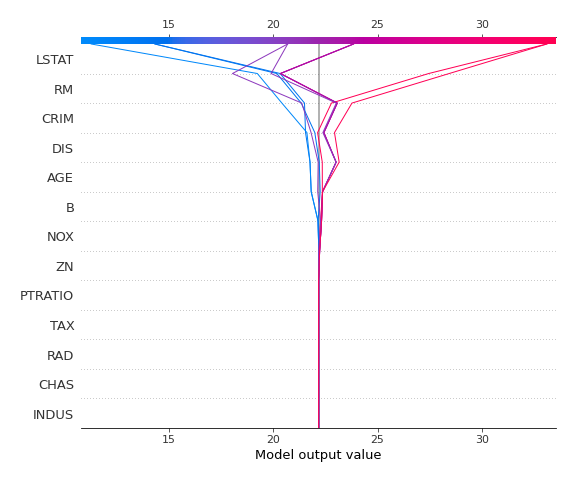 15 20 25 30
LSTAT
RM
CRIM
DIS
AGE
B
NOX
ZN
PTRATIO
TAX
RAD
CHAS
INDUS
15 20 25 30
Model output value